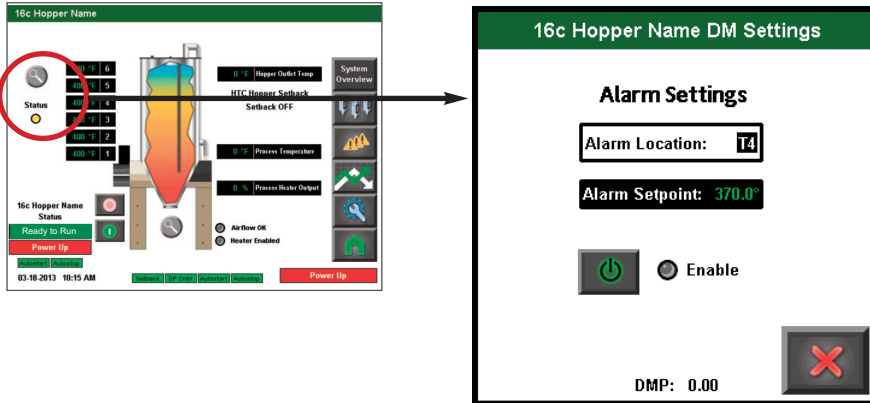 16c Hopper Name
400 °F 6
400 °F 5
400 °F 4
400 °F 3
400 °F 2
400 °F 1
Status
0 °F Hopper Outlet Temp
HTC Hopper Setback
Setback OFF
0 °F Process Temperature
0 % Process Heater Output
System
Overview
16c Hopper Name
Status
Ready to Run
Power Up
Autostart Autostop
03-18-2013 10:15 AM
Airflow OK
Heater Enabled
Setback DP Cntrl Autostart Autostop
Power Up
16c Hopper Name DM Settings
Alarm Settings
Alarm Location: T4
Alarm Setpoint: 370.0°
Enable
DMP: 0.00